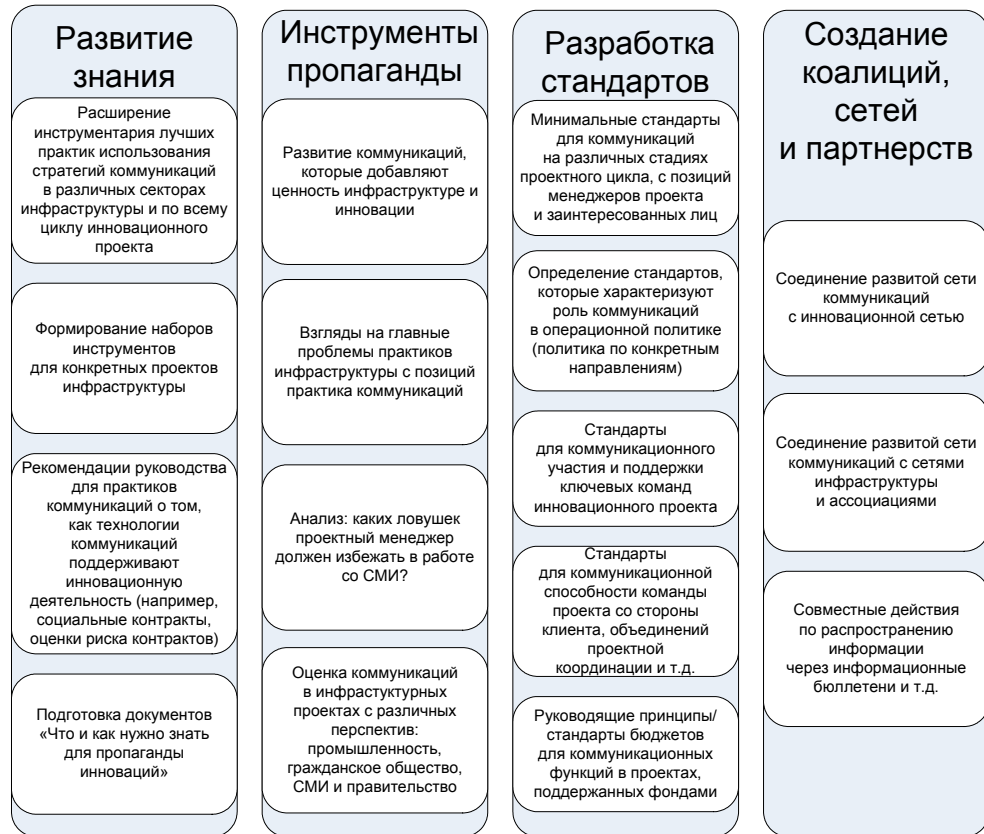 Развитие
знания
Расширение
инструментария лучших
практик использования
стратегий коммуникаций
в различных секторах
инфраструктуры и по всему
циклу инновационного
проекта
Формирование наборов
инструментов
для конкретных проектов
инфраструктуры
Рекомендации руководства
для практиков
коммуникаций о том,
как технологии
коммуникаций
поддерживают
инновационную
деятельность (например,
социальные контракты,
оценки риска контрактов)
Подготовка документов
«Что и как нужно знать
для пропаганды
инноваций»
Инструменты
пропаганды
Развитие коммуникаций,
которые добавляют
ценность инфраструктуре и
инновации
Взгляды на главные
проблемы практиков
инфраструктуры с позиций
практика коммуникаций
Анализ: каких ловушек
проектный менеджер
должен избежать в работе
со СМИ?
Оценка коммуникаций
в инфрастуктурных
проектах с различных
перспектив:
промышленность,
гражданское общество,
СМИ и правительство
Разработка
стандартов
Минимальные стандарты
для коммуникаций
на различных стадиях
проектного цикла, с позиций
менеджеров проекта
и заинтересованных лиц
Определение стандартов,
которые характеризуют
роль коммуникаций
в операционной политике
(политика по конкретным
направлениям)
Стандарты
для коммуникационного
участия и поддержки
ключевых команд
инновационного проекта
Стандарты
для коммуникационной
способности команды
проекта со стороны
клиента, объединений
проектной
координации и т.д.
Руководящие принципы/
стандарты бюджетов
для коммуникационных
функций в проектах,
поддержанных фондами
Создание
коалиций,
сетей
и партнерств
Соединение развитой сети
коммуникаций
с инновационной сетью
Соединение развитой сети
коммуникаций с сетями
инфраструктуры
и ассоциациями
Совместные действия
по распространению
информации
через информационные
бюллетени и т.д.